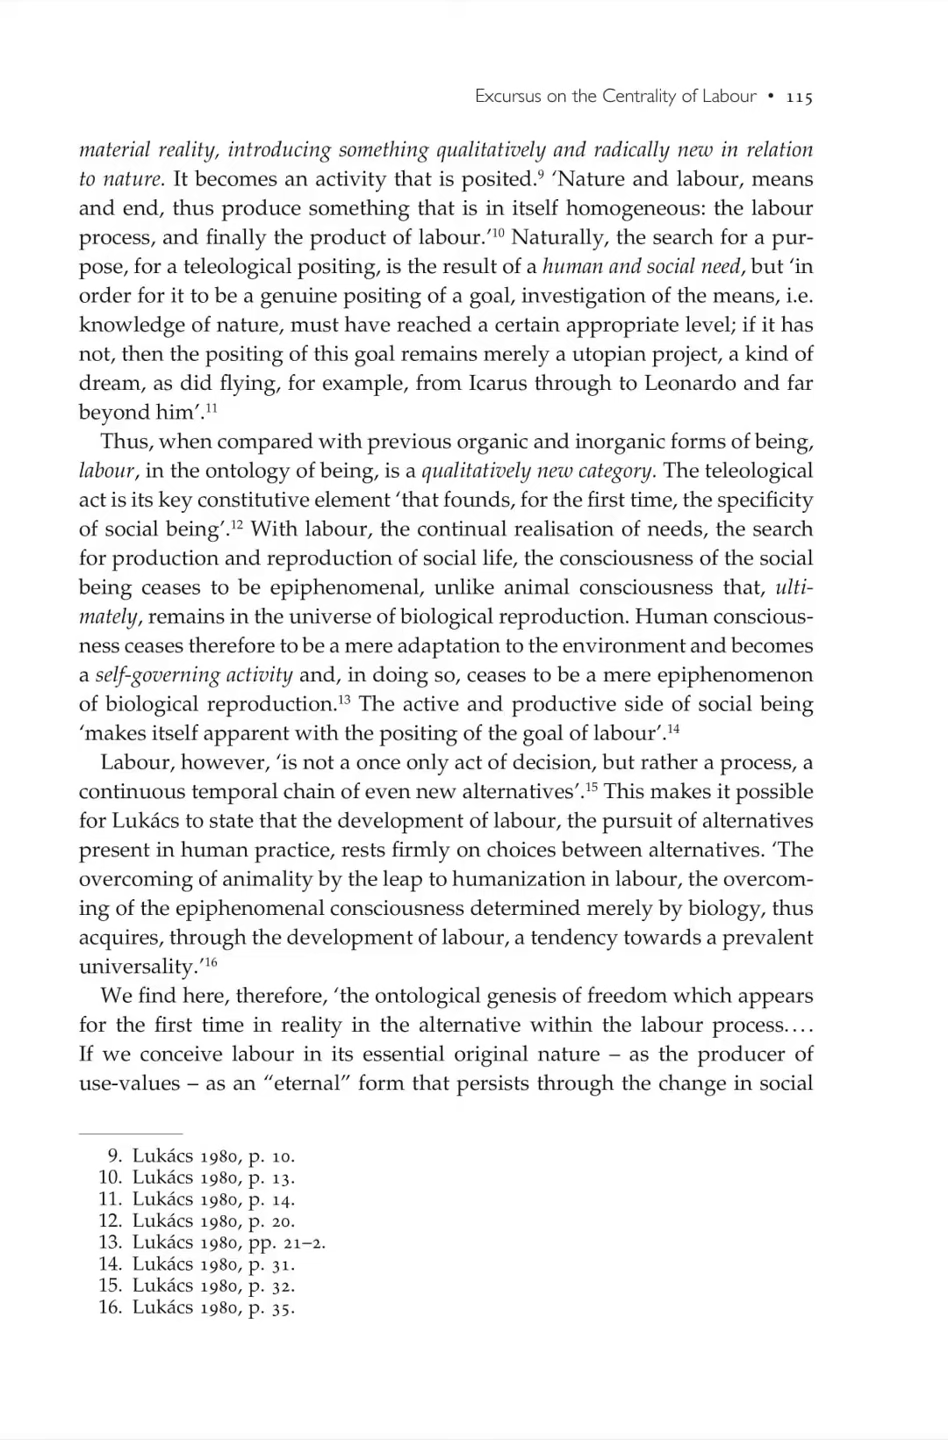 Excursus on the Centrality of Labour • 115
material reality, introducing something qualitatively and radically new in relation
to nature. It becomes an activity that is posited.⁹ ‘Nature and labour, means
and end, thus produce something that is in itself homogeneous: the labour
process, and finally the product of labour.’¹⁰ Naturally, the search for a pur-
pose, for a teleological positing, is the result of a human and social need, but ‘in
order for it to be a genuine positing of a goal, investigation of the means, i.e.
knowledge of nature, must have reached a certain appropriate level; if it has
not, then the positing of this goal remains merely a utopian project, a kind of
dream, as did flying, for example, from Icarus through to Leonardo and far
beyond him’.¹¹
Thus, when compared with previous organic and inorganic forms of being,
labour, in the ontology of being, is a qualitatively new category. The teleological
act is its key constitutive element ‘that founds, for the first time, the specificity
of social being’.¹² With labour, the continual realisation of needs, the search
for production and reproduction of social life, the consciousness of the social
being ceases to be epiphenomenal, unlike animal consciousness that, ulti-
mately, remains in the universe of biological reproduction. Human conscious-
ness ceases therefore to be a mere adaptation to the environment and becomes
a self-governing activity and, in doing so, ceases to be a mere epiphenomenon
of biological reproduction.¹³ The active and productive side of social being
‘makes itself apparent with the positing of the goal of labour’.¹⁴
Labour, however, ‘is not a once only act of decision, but rather a process, a
continuous temporal chain of even new alternatives’.¹⁵ This makes it possible
for Lukács to state that the development of labour, the pursuit of alternatives
present in human practice, rests firmly on choices between alternatives. ‘The
overcoming of animality by the leap to humanization in labour, the overcom-
ing of the epiphenomenal consciousness determined merely by biology, thus
acquires, through the development of labour, a tendency towards a prevalent
universality.’¹⁶
We find here, therefore, ‘the ontological genesis of freedom which appears
for the first time in reality in the alternative within the labour process....
If we conceive labour in its essential original nature – as the producer of
use-values – as an “eternal” form that persists through the change in social
9. Lukács 1980, p. 10.
10. Lukács 1980, p. 13.
11. Lukács 1980, p. 14.
12. Lukács 1980, p. 20.
13. Lukács 1980, pp. 21–2.
14. Lukács 1980, p. 31.
15. Lukács 1980, p. 32.
16. Lukács 1980, p. 35.